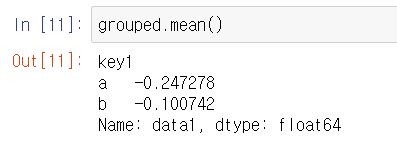 In [11]: grouped.mean()
Out[11]: key1
a   -0.247278
b   -0.100742
Name: data1, dtype: float64